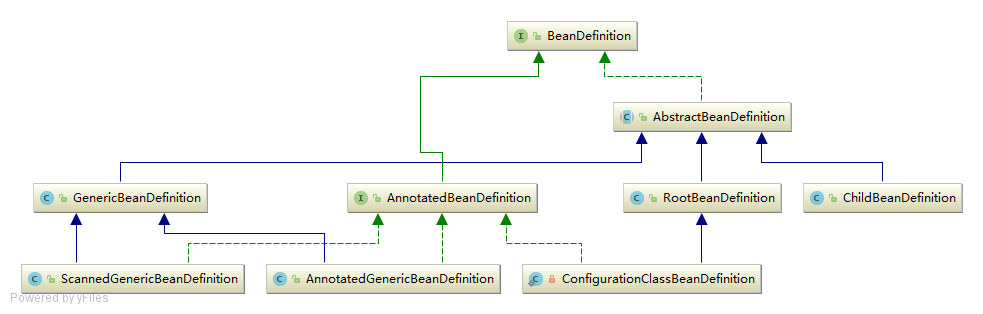 I BeanDefinition
C AbstractBeanDefinition
C GenericBeanDefinition
I AnnotatedBeanDefinition
C RootBeanDefinition
C ChildBeanDefinition
C ScannedGenericBeanDefinition
C AnnotatedGenericBeanDefinition
C ConfigurationClassBeanDefinition
Powered by yFiles